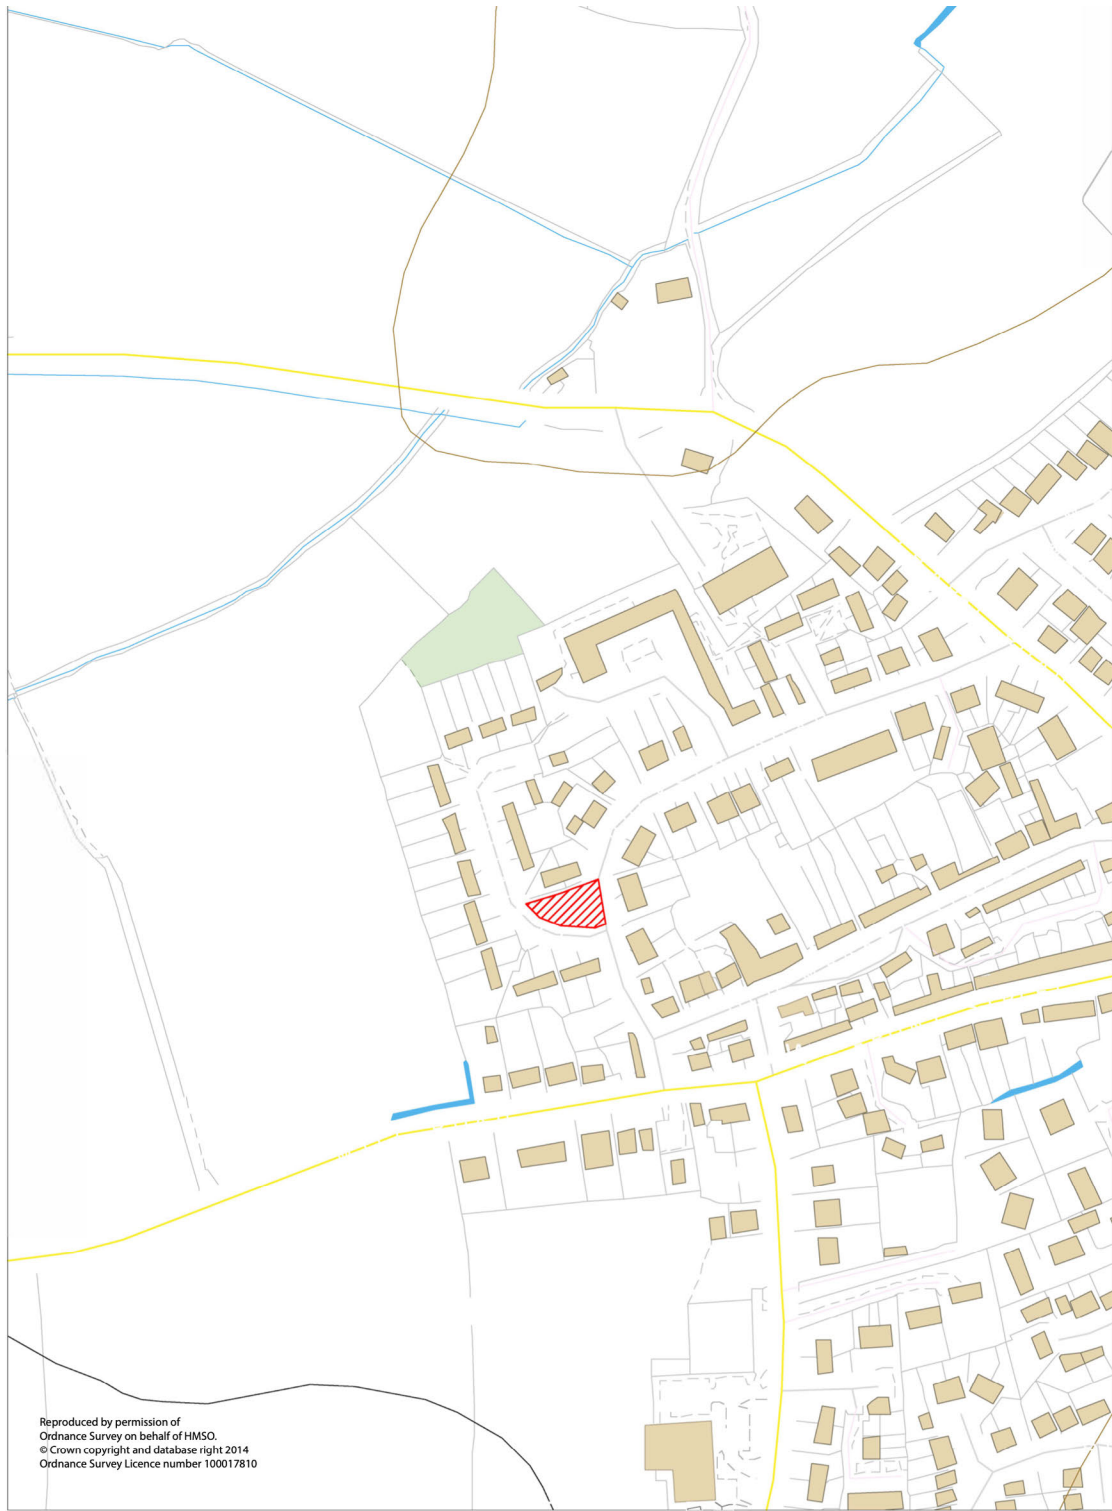 Reproduced by permission of
Ordnance Survey on behalf of HMSO.
© Crown copyright and database right 2014
Ordnance Survey Licence number 100017810